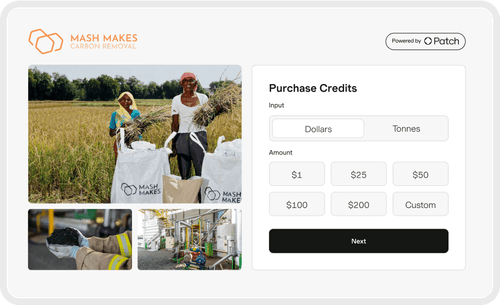 MASH MAKES
CARBON REMOVAL
Powered by Patch
Purchase Credits
Input
Dollars
Tonnes
Amount
$1
$25
$50
$100
$200
Custom
Next
MASH MAKES
MASH MAKES